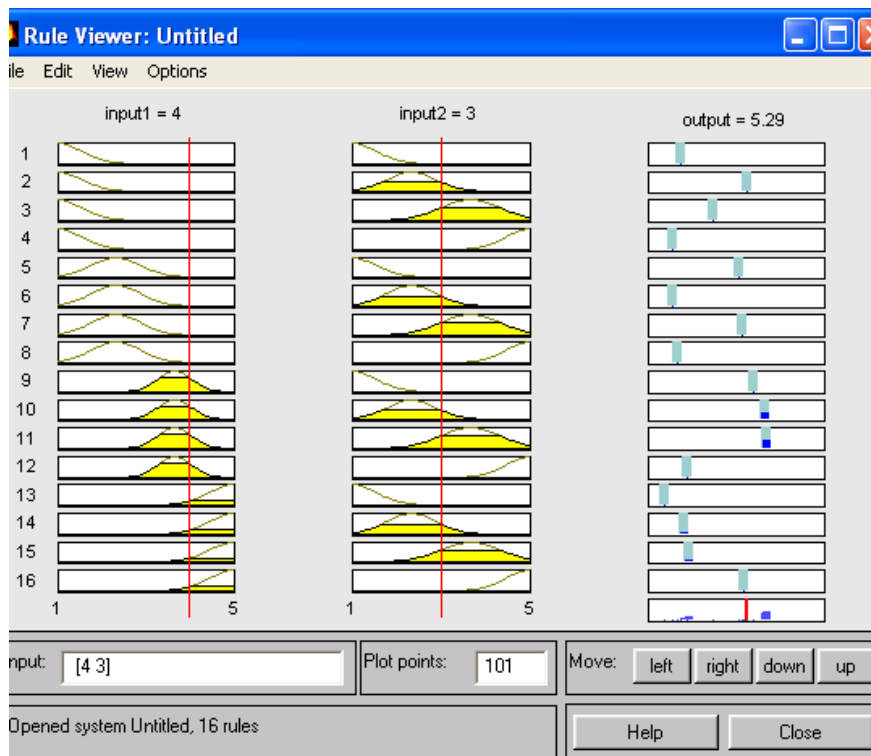 Rule Viewer: Untitled
ile Edit View Options
input1 = 4 input2 = 3 output = 5.29
1
2
3
4
5
6
7
8
9
10
11
12
13
14
15
16
1 5 1 5
nput: [4 3] Plot points: 101 Move: left right down up
Opened system Untitled, 16 rules Help Close